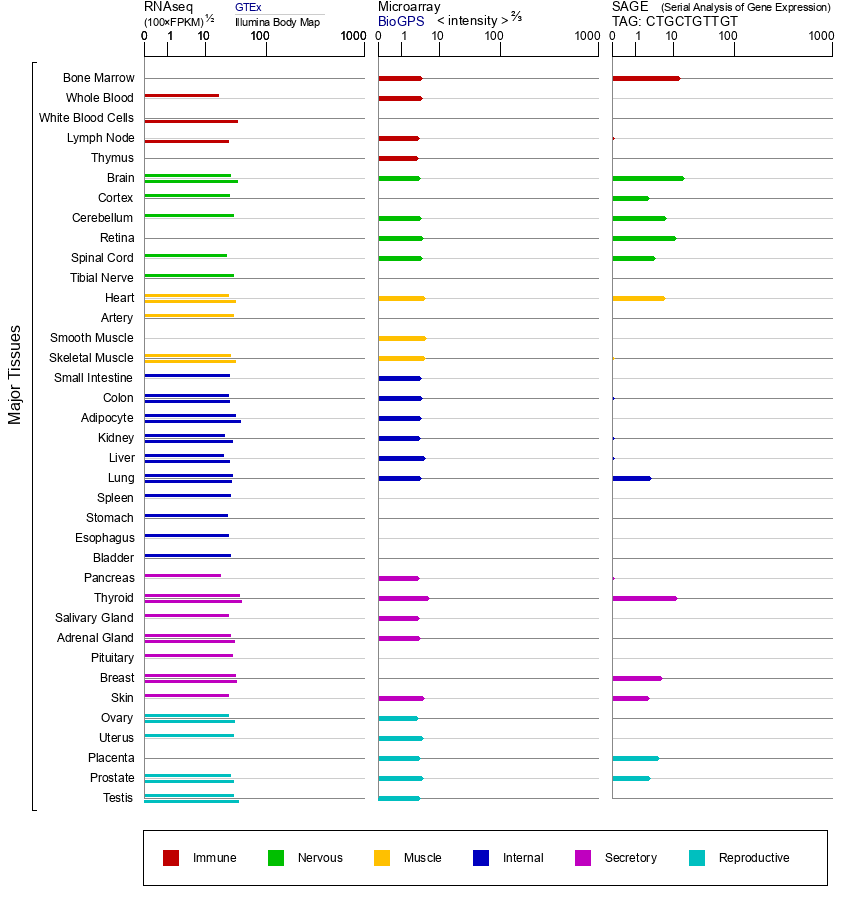 RNAseq GTEx Microarray SAGE (Serial Analysis of Gene Expression)
(100×FPKM) ½ Illumina Body Map BioGPS < intensity > ⅔ TAG: CTGCTGTTGT
0 1 10 100 1000 0 1 10 100 1000 0 1 10 100 1000
Major Tissues
Bone Marrow
Whole Blood
White Blood Cells
Lymph Node
Thymus
Brain
Cortex
Cerebellum
Retina
Spinal Cord
Tibial Nerve
Heart
Artery
Smooth Muscle
Skeletal Muscle
Small Intestine
Colon
Adipocyte
Kidney
Liver
Lung
Spleen
Stomach
Esophagus
Bladder
Pancreas
Thyroid
Salivary Gland
Adrenal Gland
Pituitary
Breast
Skin
Ovary
Uterus
Placenta
Prostate
Testis
Immune Nervous Muscle Internal Secretory Reproductive